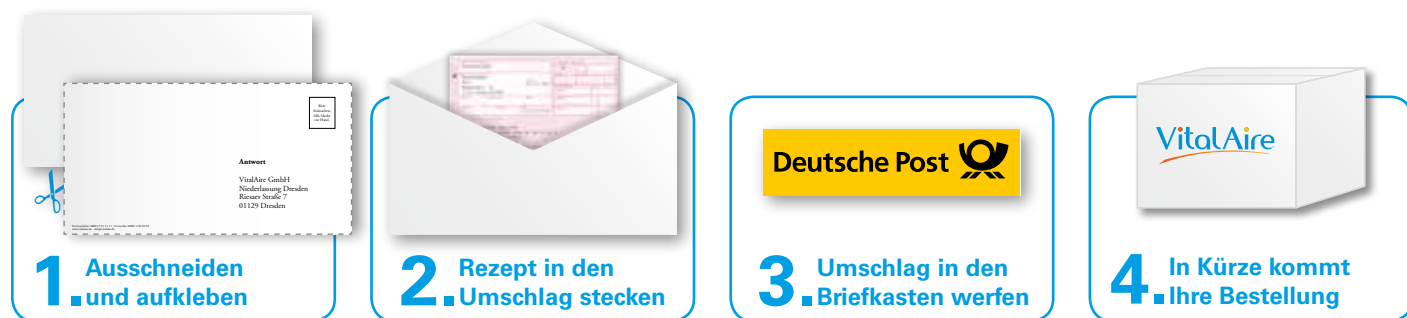 Antwort
VitalAire GmbH
Niederlassung Dresden
Riesaer Straße 7
01129 Dresden
1. Ausschneiden
und aufkleben
2. Rezept in den
Umschlag stecken
Deutsche Post
3. Umschlag in den
Briefkasten werfen
VitalAire
4. In Kürze kommt
Ihre Bestellung